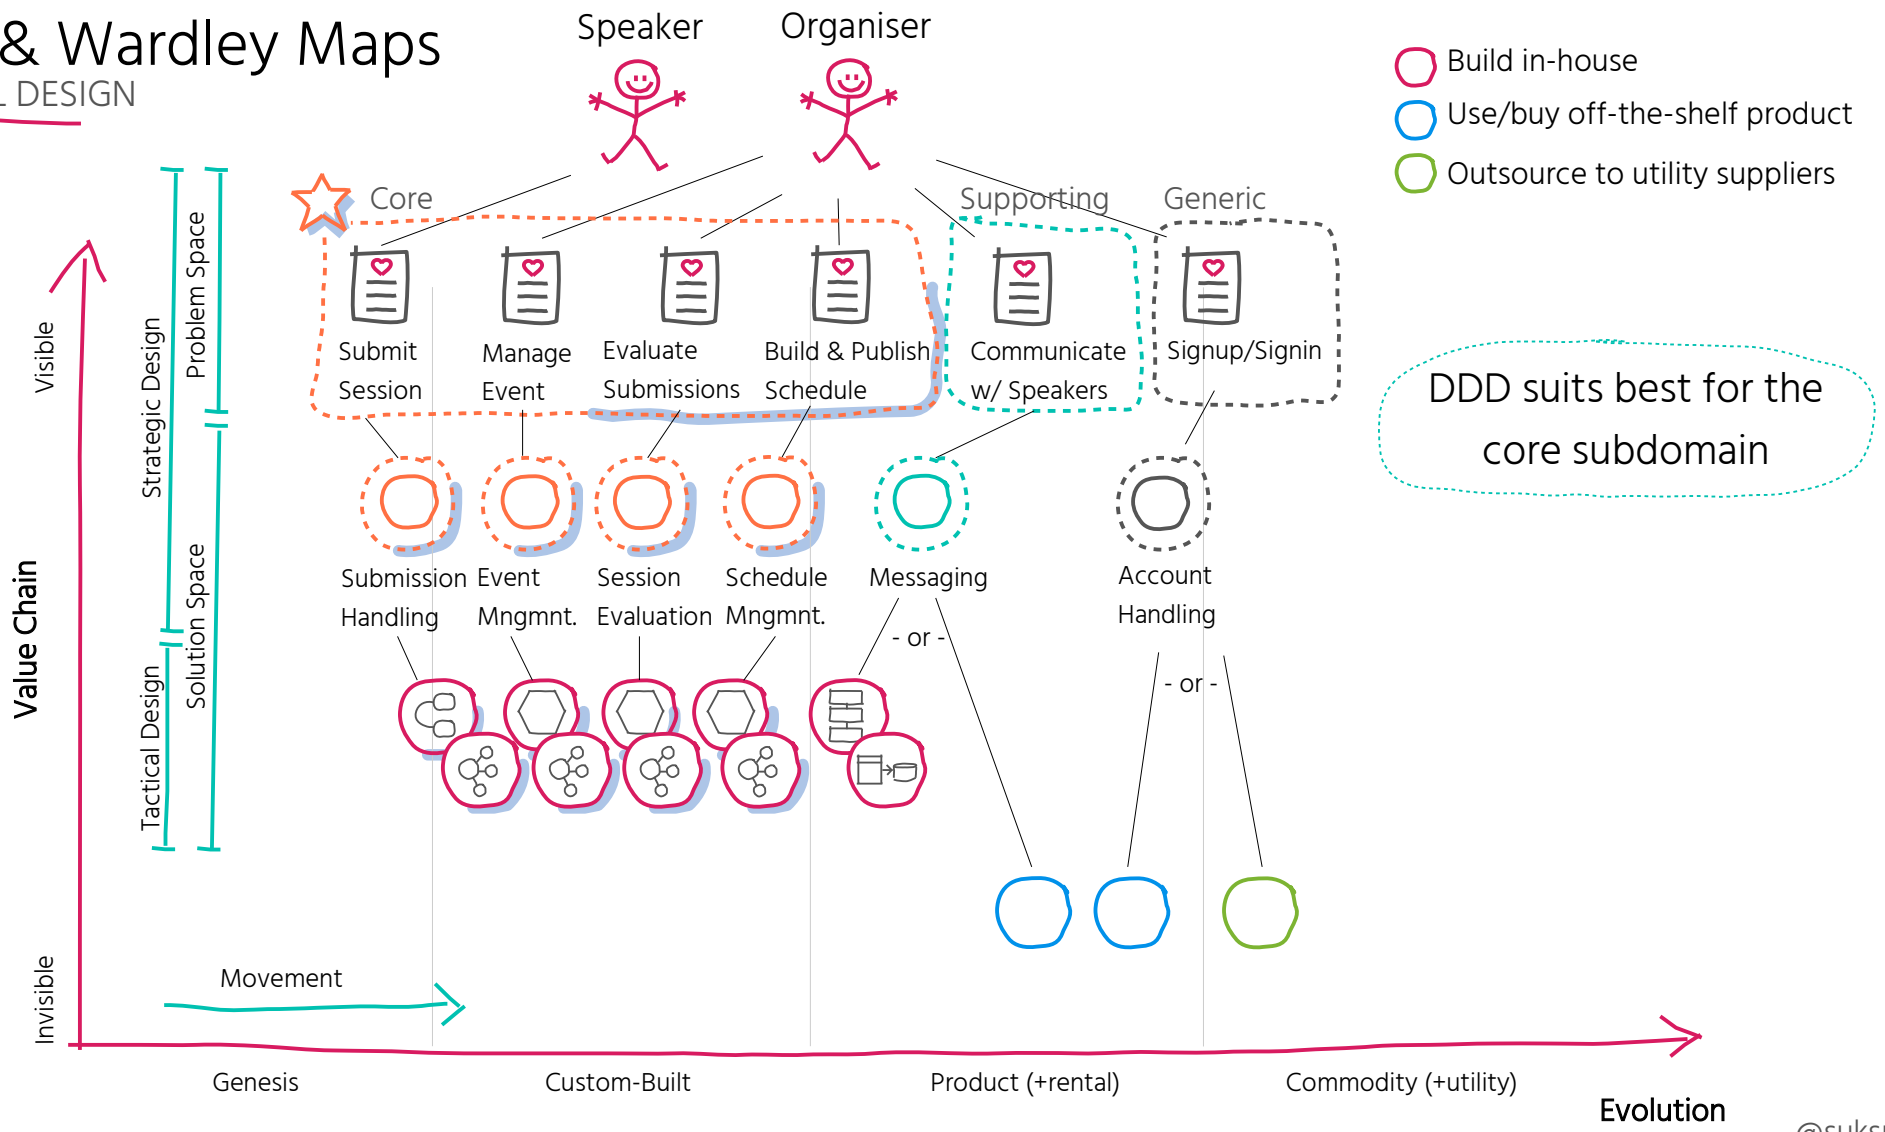 & Wardley Maps
DESIGN
Speaker
Organiser
Build in-house
Use/buy off-the-shelf product
Outsource to utility suppliers
Core
Supporting
Generic
Submit
Session
Manage
Event
Evaluate
Submissions
Build & Publish
Schedule
Communicate
w/ Speakers
Signup/Signin
DDD suits best for the
core subdomain
Submission
Handling
Event
Mngmnt.
Session
Evaluation
Schedule
Mngmnt.
Messaging
Account
Handling
- or -
- or -
Value Chain
Visible
Invisible
Strategic Design
Tactical Design
Problem Space
Solution Space
Movement
Genesis
Custom-Built
Product (+rental)
Commodity (+utility)
Evolution